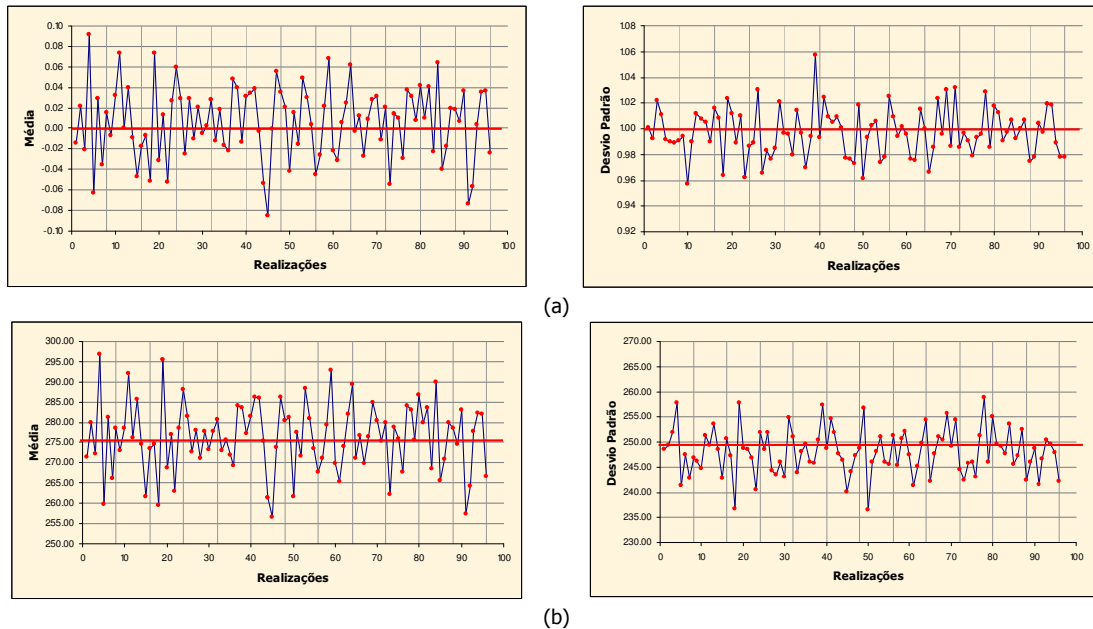 0.10
0.08
0.06
0.04
0.02
0.00
-0.02
-0.04
-0.06
-0.08
-0.10
Média
0 10 20 30 40 50 60 70 80 90 100
Realizações
1.08
1.06
1.04
1.02
1.00
0.98
0.96
0.94
0.92
Desvio Padrão
0 10 20 30 40 50 60 70 80 90 100
Realizações
(a)
300.00
295.00
290.00
285.00
280.00
275.00
270.00
265.00
260.00
255.00
250.00
Média
0 10 20 30 40 50 60 70 80 90 100
Realizações
270.00
265.00
260.00
255.00
250.00
245.00
240.00
235.00
230.00
Desvio Padrão
0 10 20 30 40 50 60 70 80 90 100
Realizações
(b)